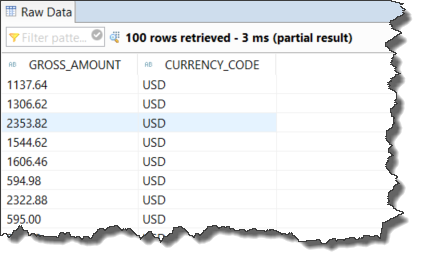 Raw Data
Filter patte... 100 rows retrieved - 3 ms (partial result)
GROSS_AMOUNT CURRENCY_CODE
1137.64 USD
1306.62 USD
2353.82 USD
1544.62 USD
1606.46 USD
594.98 USD
2322.88 USD
595.00 USD